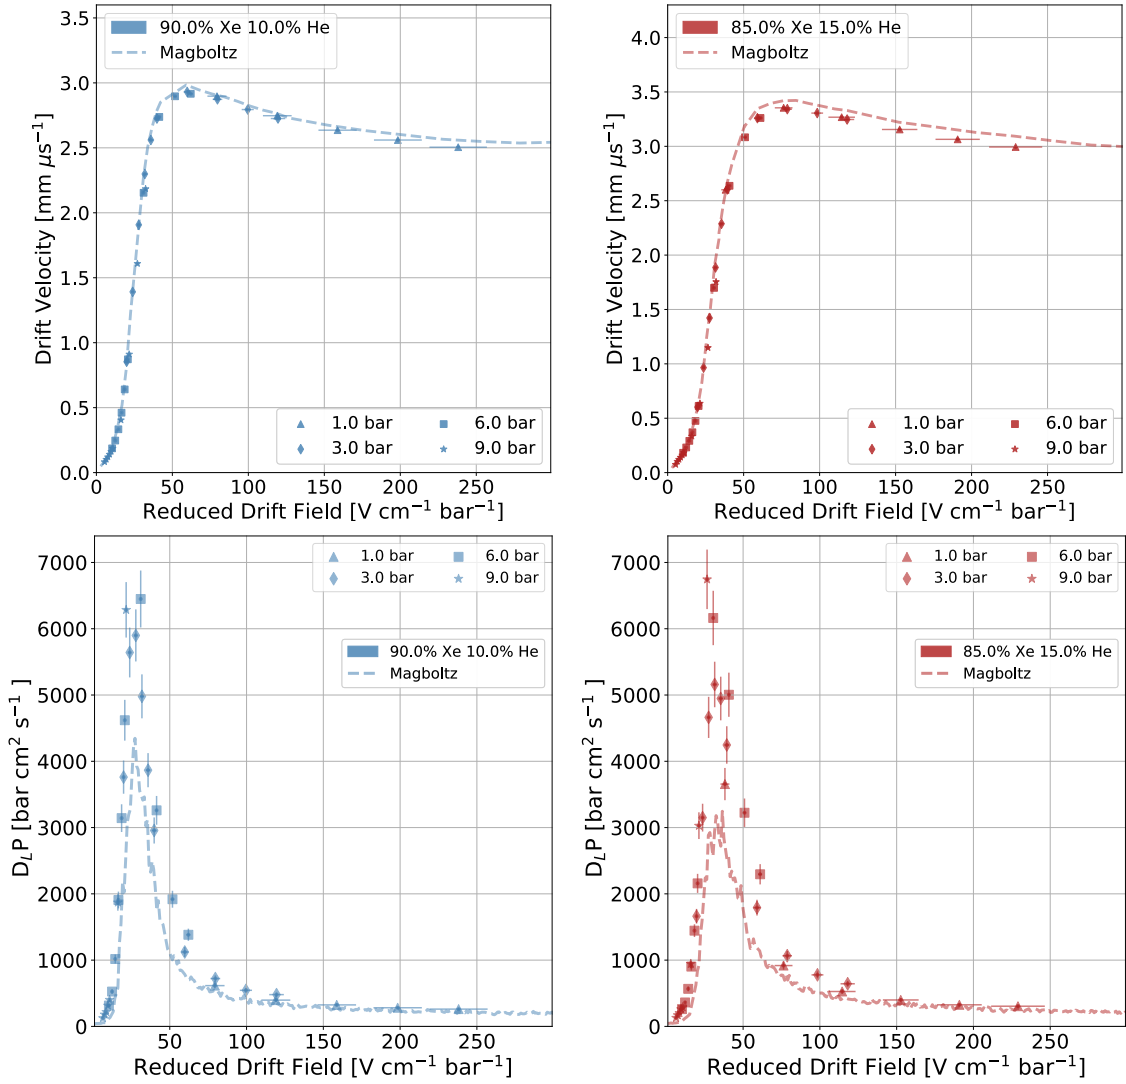 90.0% Xe 10.0% He
Magboltz
3.5
3.0
2.5
2.0
1.5
1.0
0.5
0.0
Drift Velocity [mm μs⁻¹]
1.0 bar
6.0 bar
3.0 bar
9.0 bar
0
50
100
150
200
250
Reduced Drift Field [V cm⁻¹ bar⁻¹]
85.0% Xe 15.0% He
Magboltz
4.0
3.5
3.0
2.5
2.0
1.5
1.0
0.5
0.0
Drift Velocity [mm μs⁻¹]
1.0 bar
6.0 bar
3.0 bar
9.0 bar
0
50
100
150
200
250
Reduced Drift Field [V cm⁻¹ bar⁻¹]
1.0 bar
6.0 bar
3.0 bar
9.0 bar
90.0% Xe 10.0% He
Magboltz
7000
6000
5000
4000
3000
2000
1000
0
D_LP [bar cm² s⁻¹]
50
100
150
200
250
Reduced Drift Field [V cm⁻¹ bar⁻¹]
1.0 bar
6.0 bar
3.0 bar
9.0 bar
85.0% Xe 15.0% He
Magboltz
7000
6000
5000
4000
3000
2000
1000
0
D_LP [bar cm² s⁻¹]
50
100
150
200
250
Reduced Drift Field [V cm⁻¹ bar⁻¹]